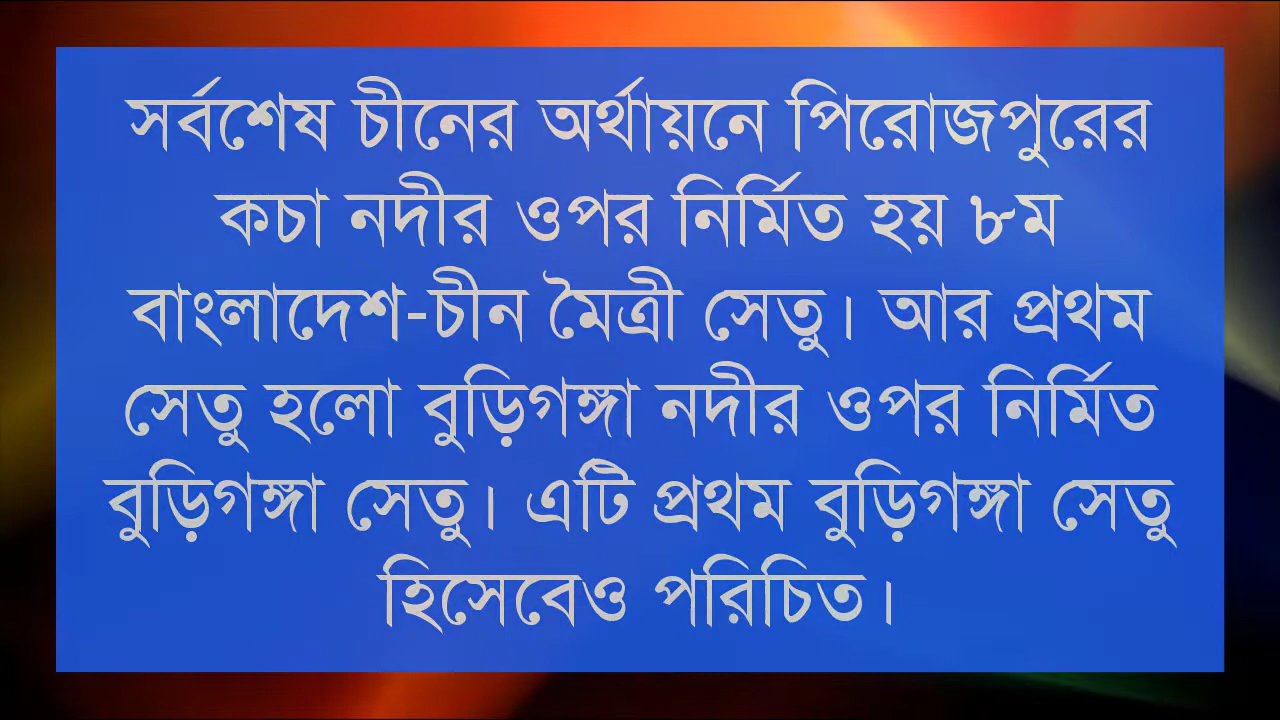 সর্বশেষ চীনের অর্থায়নে পিরোজপুরের
কচা নদীর ওপর নির্মিত হয় ৮ম
বাংলাদেশ-চীন মৈত্রী সেতু। আর প্রথম
সেতু হলো বুড়িগঙ্গা নদীর ওপর নির্মিত
বুড়িগঙ্গা সেতু। এটি প্রথম বুড়িগঙ্গা সেতু
হিসেবেও পরিচিত।